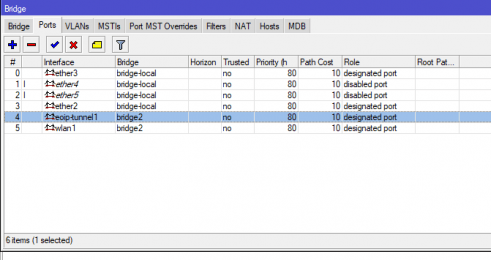 Bridge
Bridge Ports VLANs MSTIs Port MST Overrides Filters NAT Hosts MDB
# Interface Bridge Horizon Trusted Priority (h Path Cost Role Root Pat...
0 ether3 bridge-local no 80 10 designated port
1 I ether4 bridge-local no 80 10 disabled port
2 I ether5 bridge-local no 80 10 disabled port
3 ether2 bridge-local no 80 10 designated port
4 eoip-tunnel1 bridge2 no 80 10 designated port
5 wlan1 bridge2 no 80 10 designated port
6 items (1 selected)